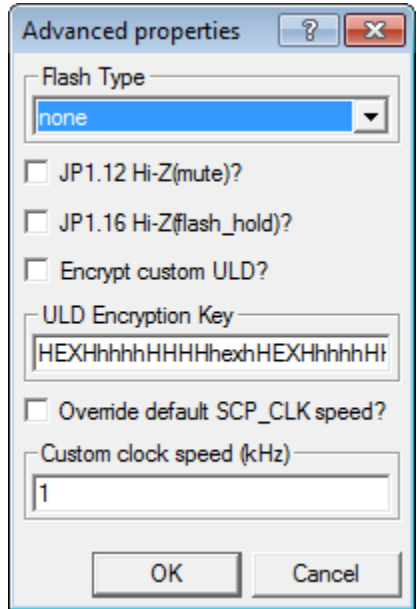 Advanced properties
Flash Type
none
JP1.12 Hi-Z(mute)?
JP1.16 Hi-Z(flash_hold)?
Encrypt custom ULD?
ULD Encryption Key
HEXHhhhhHHHHhexhHEXHhhhhHH
Override default SCP_CLK speed?
Custom clock speed (kHz)
1
OK
Cancel